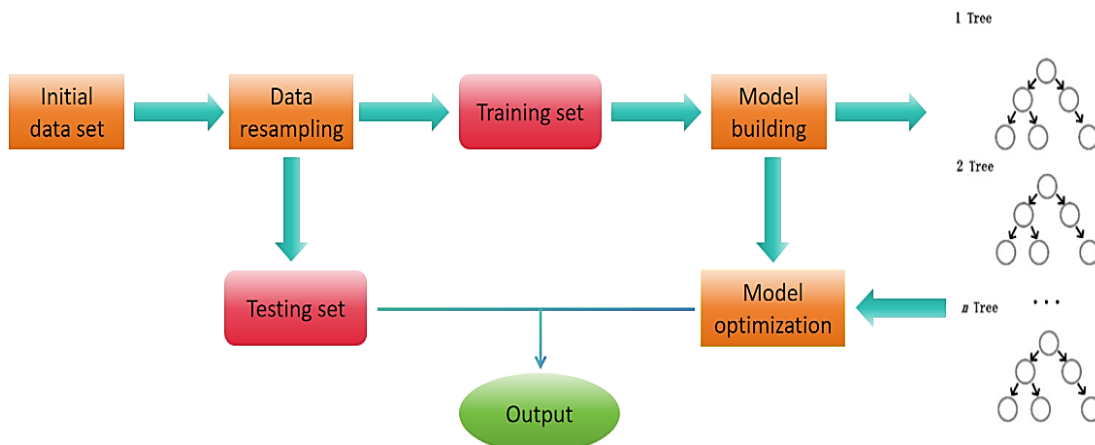 1 Tree
Initial
data set
Data
resampling
Training set
Model
building
2 Tree
Testing set
Model
optimization
n Tree
...
Output